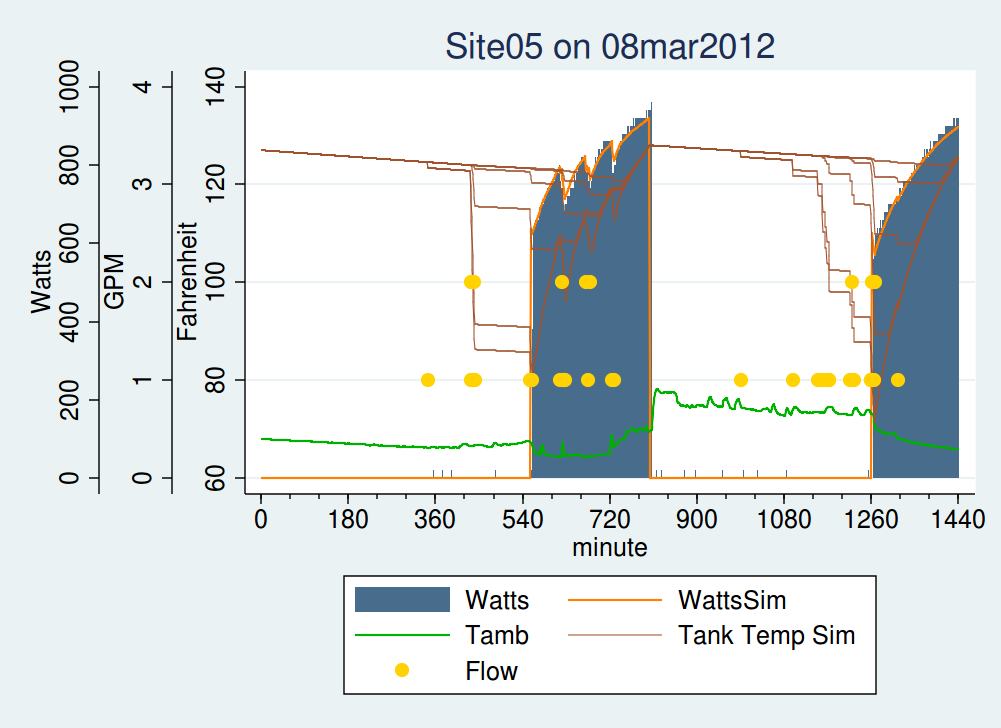 Site05 on 08mar2012
Watts
0 200 400 600 800 1000
GPM
0 1 2 3 4
Fahrenheit
60 80 100 120 140
0 180 360 540 720 900 1080 1260 1440
minute
Watts WattsSim
Tamb Tank Temp Sim
Flow